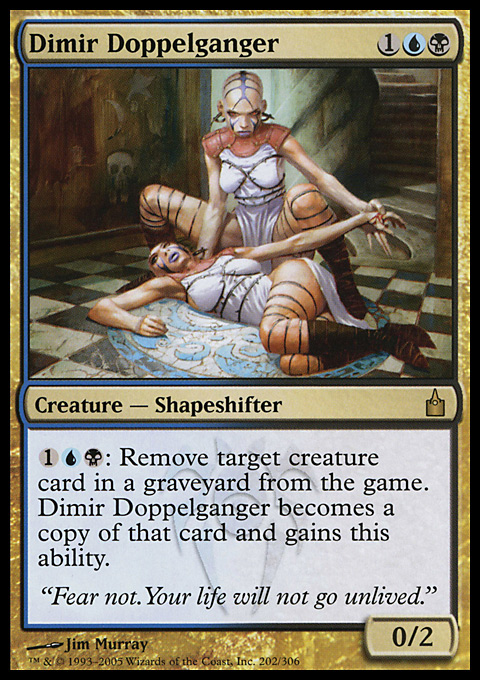 Dimir Doppelganger 1
Creature — Shapeshifter
1 : Remove target creature
card in a graveyard from the game.
Dimir Doppelganger becomes a
copy of that card and gains this
ability.
“Fear not. Your life will not go unlived.”
Jim Murray
0/2
™ & © 1993–2005 Wizards of the Coast, Inc. 202/306